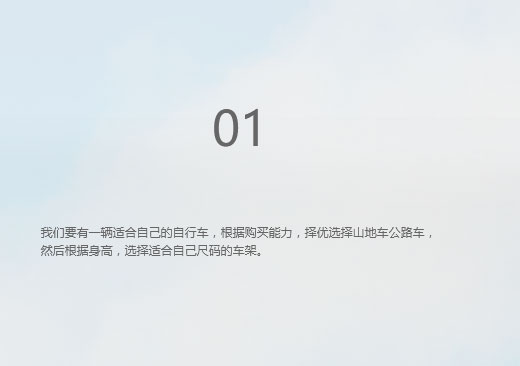 01
我们要有一辆适合自己的自行车，根据购买能力，择优选择山地车公路车，
然后根据身高，选择适合自己尺码的车架。